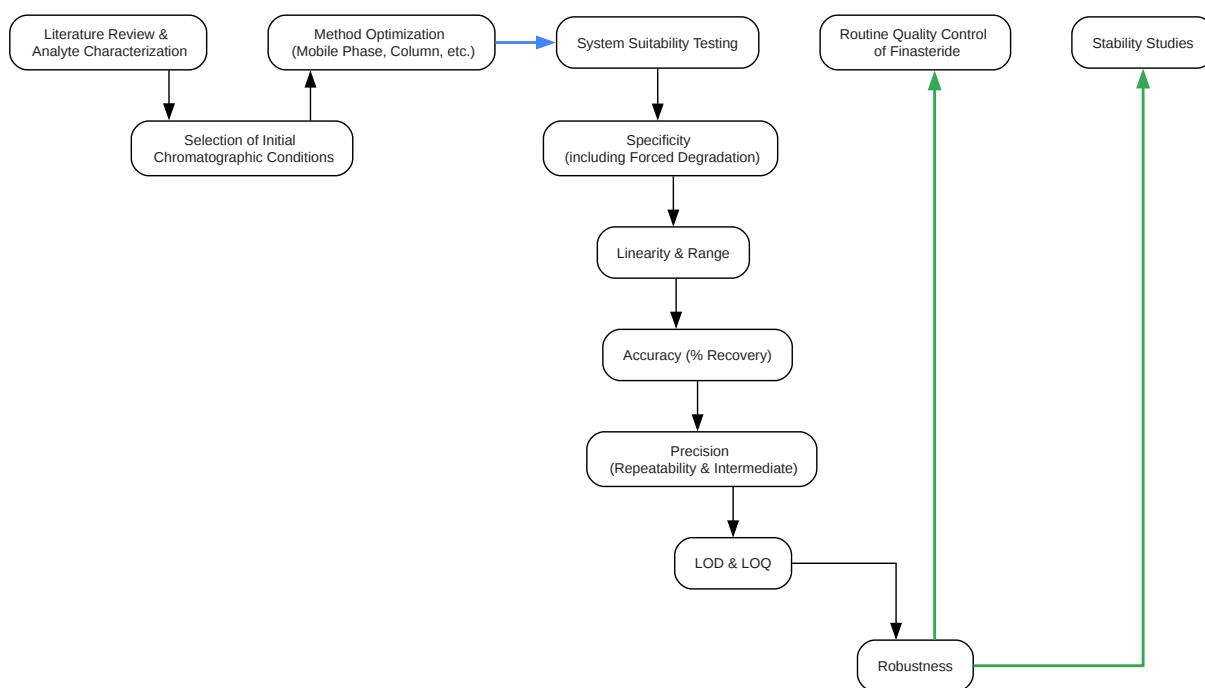 Literature Review &
Analyte Characterization
Method Optimization
(Mobile Phase, Column, etc.)
System Suitability Testing
Routine Quality Control
of Finasteride
Stability Studies
Selection of Initial
Chromatographic Conditions
Specificity
(including Forced Degradation)
Linearity & Range
Accuracy (% Recovery)
Precision
(Repeatability & Intermediate)
LOD & LOQ
Robustness